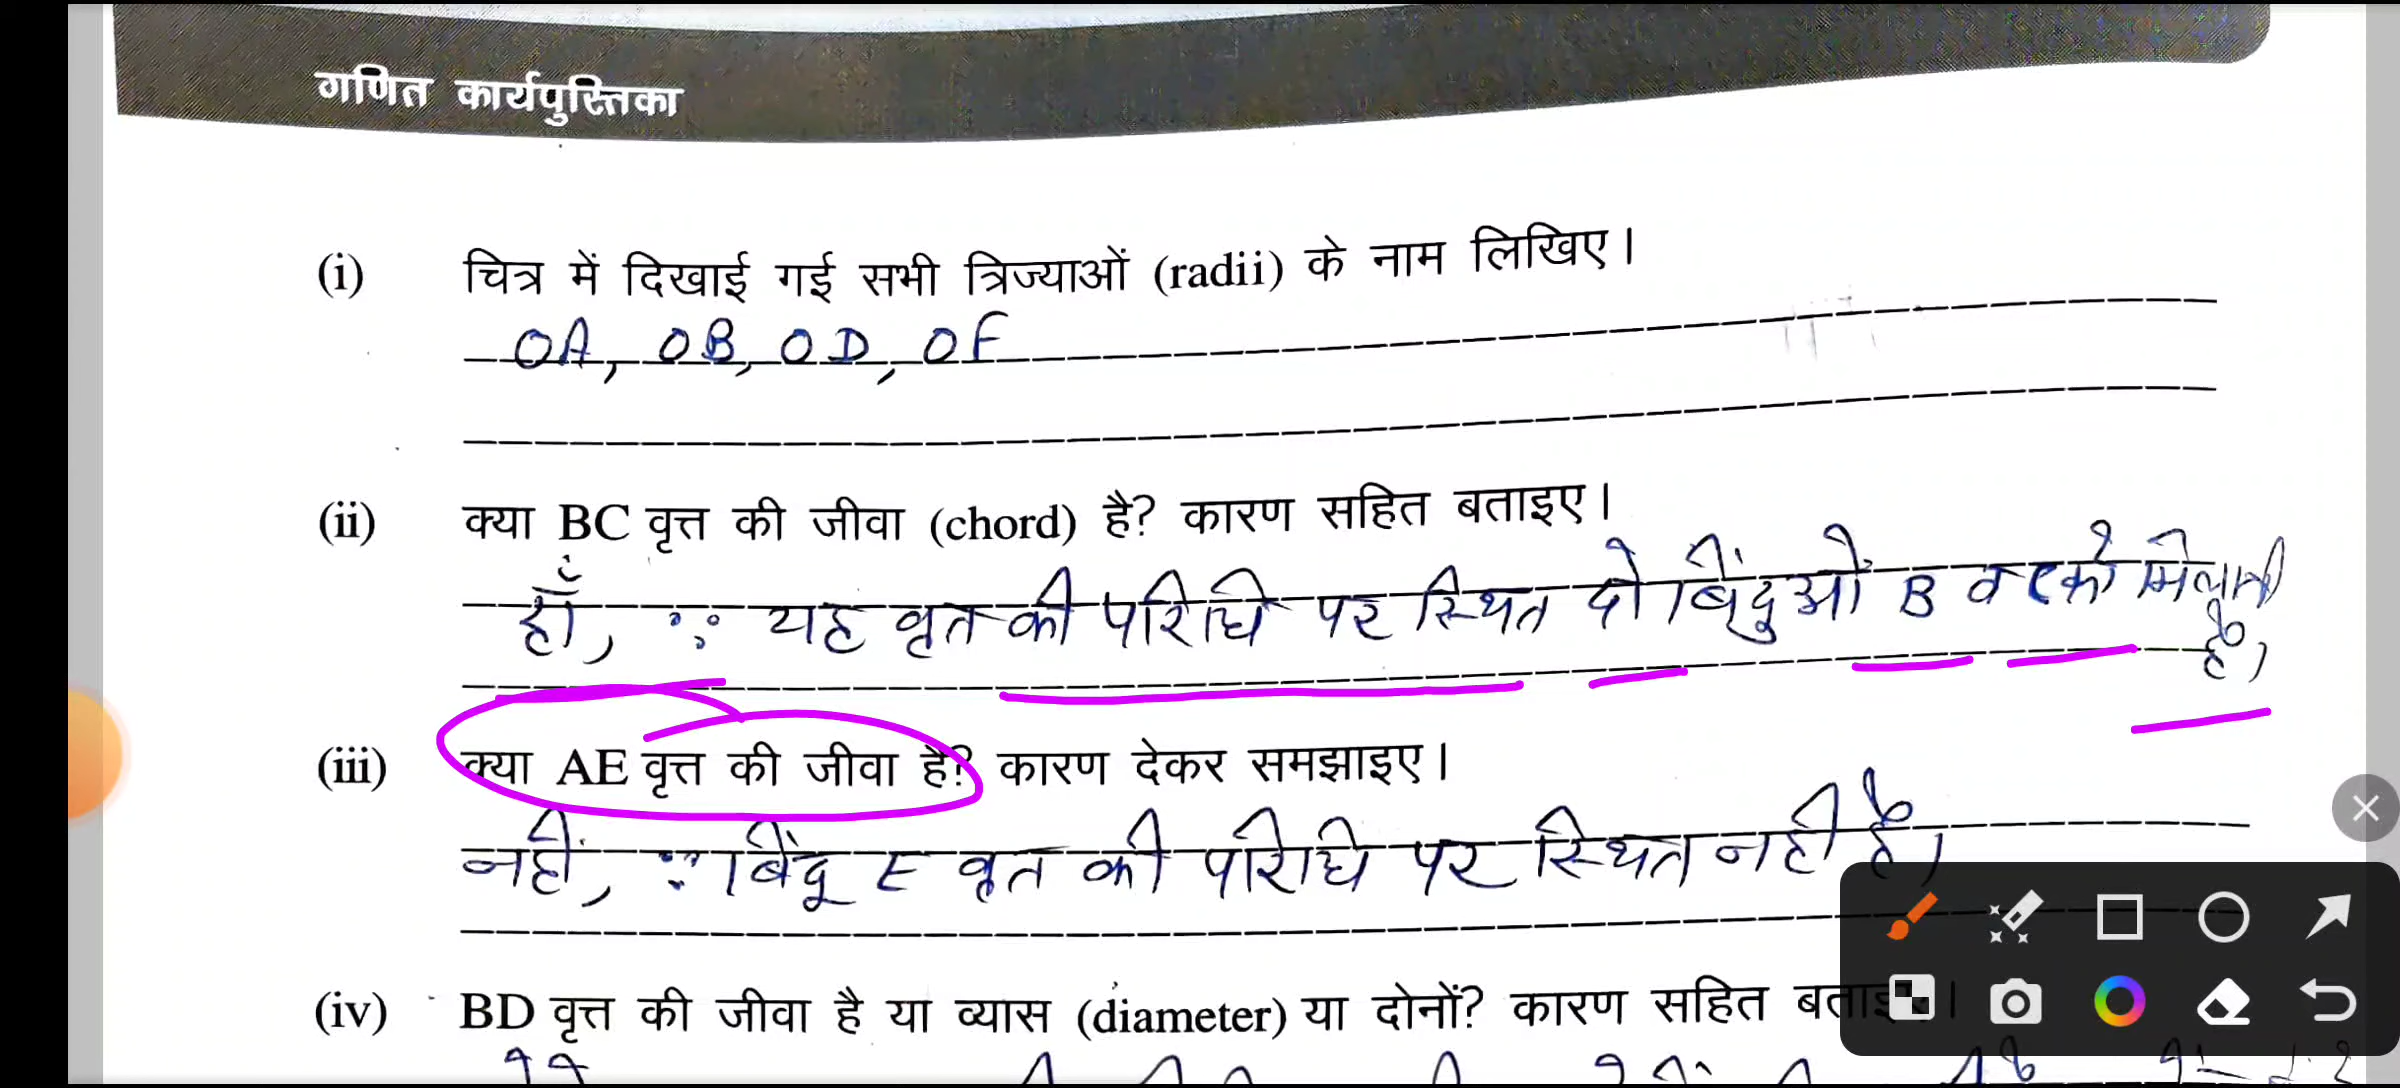 गणित कार्यपुस्तिका
(i) चित्र में दिखाई गई सभी त्रिज्याओं (radii) के नाम लिखिए।
OA, OB, OD, OF
(ii) क्या BC वृत्त की जीवा (chord) है? कारण सहित बताइए।
हाँ, ∵ यह वृत की परिधि पर स्थित दो बिंदुओं B व C को मिलाती
है,
(iii) क्या AE वृत्त की जीवा है? कारण देकर समझाइए।
नहीं, ∵ बिंदू E वृत की परिधि पर स्थित नही है,
(iv) BD वृत्त की जीवा है या व्यास (diameter) या दोनों? कारण सहित